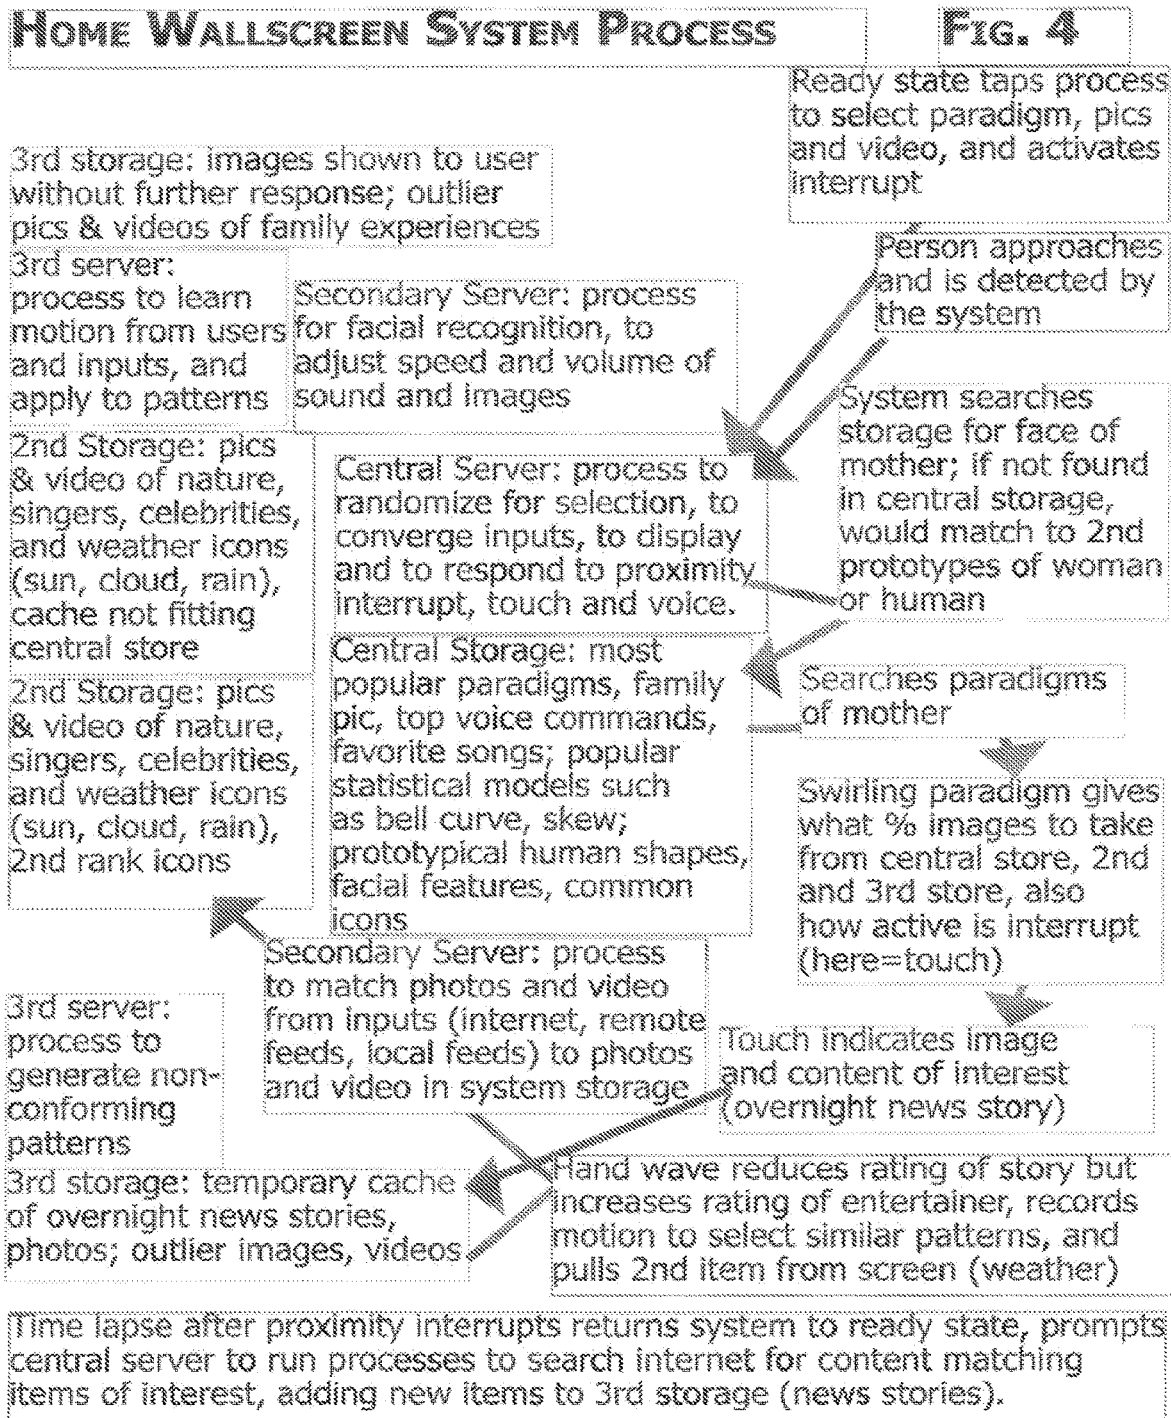 HOME WALLSCREEN SYSTEM PROCESS
FIG. 4
Ready state taps process
to select paradigm, pics
and video, and activates
interrupt
3rd storage: images shown to user
without further response; outlier
pics & videos of family experiences
Person approaches
and is detected by
the system
3rd server:
process to learn
motion from users
and inputs, and
apply to patterns
Secondary Server: process
for facial recognition, to
adjust speed and volume of
sound and images
System searches
storage for face of
mother; if not found
in central storage,
would match to 2nd
prototypes of woman
or human
2nd Storage: pics
& video of nature,
singers, celebrities,
and weather icons
(sun, cloud, rain),
cache not fitting
central store
Central Server: process to
randomize for selection, to
converge inputs, to display
and to respond to proximity
interrupt, touch and voice.
Central Storage: most
popular paradigms, family
pic, top voice commands,
favorite songs; popular
statistical models such
as bell curve, skew;
prototypical human shapes,
facial features, common
icons
Searches paradigms
of mother
2nd Storage: pics
& video of nature,
singers, celebrities,
and weather icons
(sun, cloud, rain),
2nd rank icons
Swirling paradigm gives
what % images to take
from central store, 2nd
and 3rd store, also
how active is interrupt
(here=touch)
Secondary Server: process
to match photos and video
from inputs (internet, remote
feeds, local feeds) to photos
and video in system storage
3rd server:
process to
generate non-
conforming
patterns
Touch indicates image
and content of interest
(overnight news story)
3rd storage: temporary cache
of overnight news stories,
photos; outlier images, videos
Hand wave reduces rating of story but
increases rating of entertainer, records
motion to select similar patterns, and
pulls 2nd item from screen (weather)
Time lapse after proximity interrupts returns system to ready state, prompts
central server to run processes to search internet for content matching
items of interest, adding new items to 3rd storage (news stories).